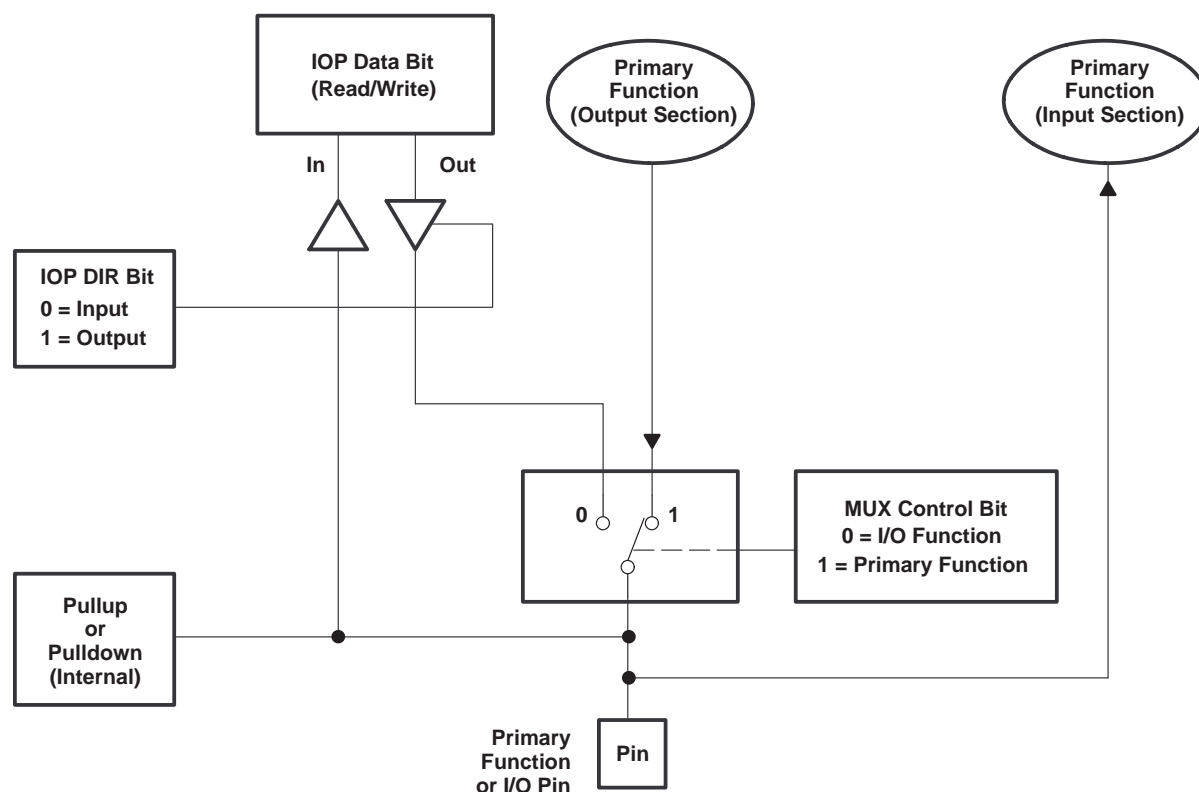 IOP Data Bit
(Read/Write)
Primary
Function
(Output Section)
Primary
Function
(Input Section)
In
Out
IOP DIR Bit
0 = Input
1 = Output
0
1
MUX Control Bit
0 = I/O Function
1 = Primary Function
Pullup
or
Pulldown
(Internal)
Primary
Function
or I/O Pin
Pin